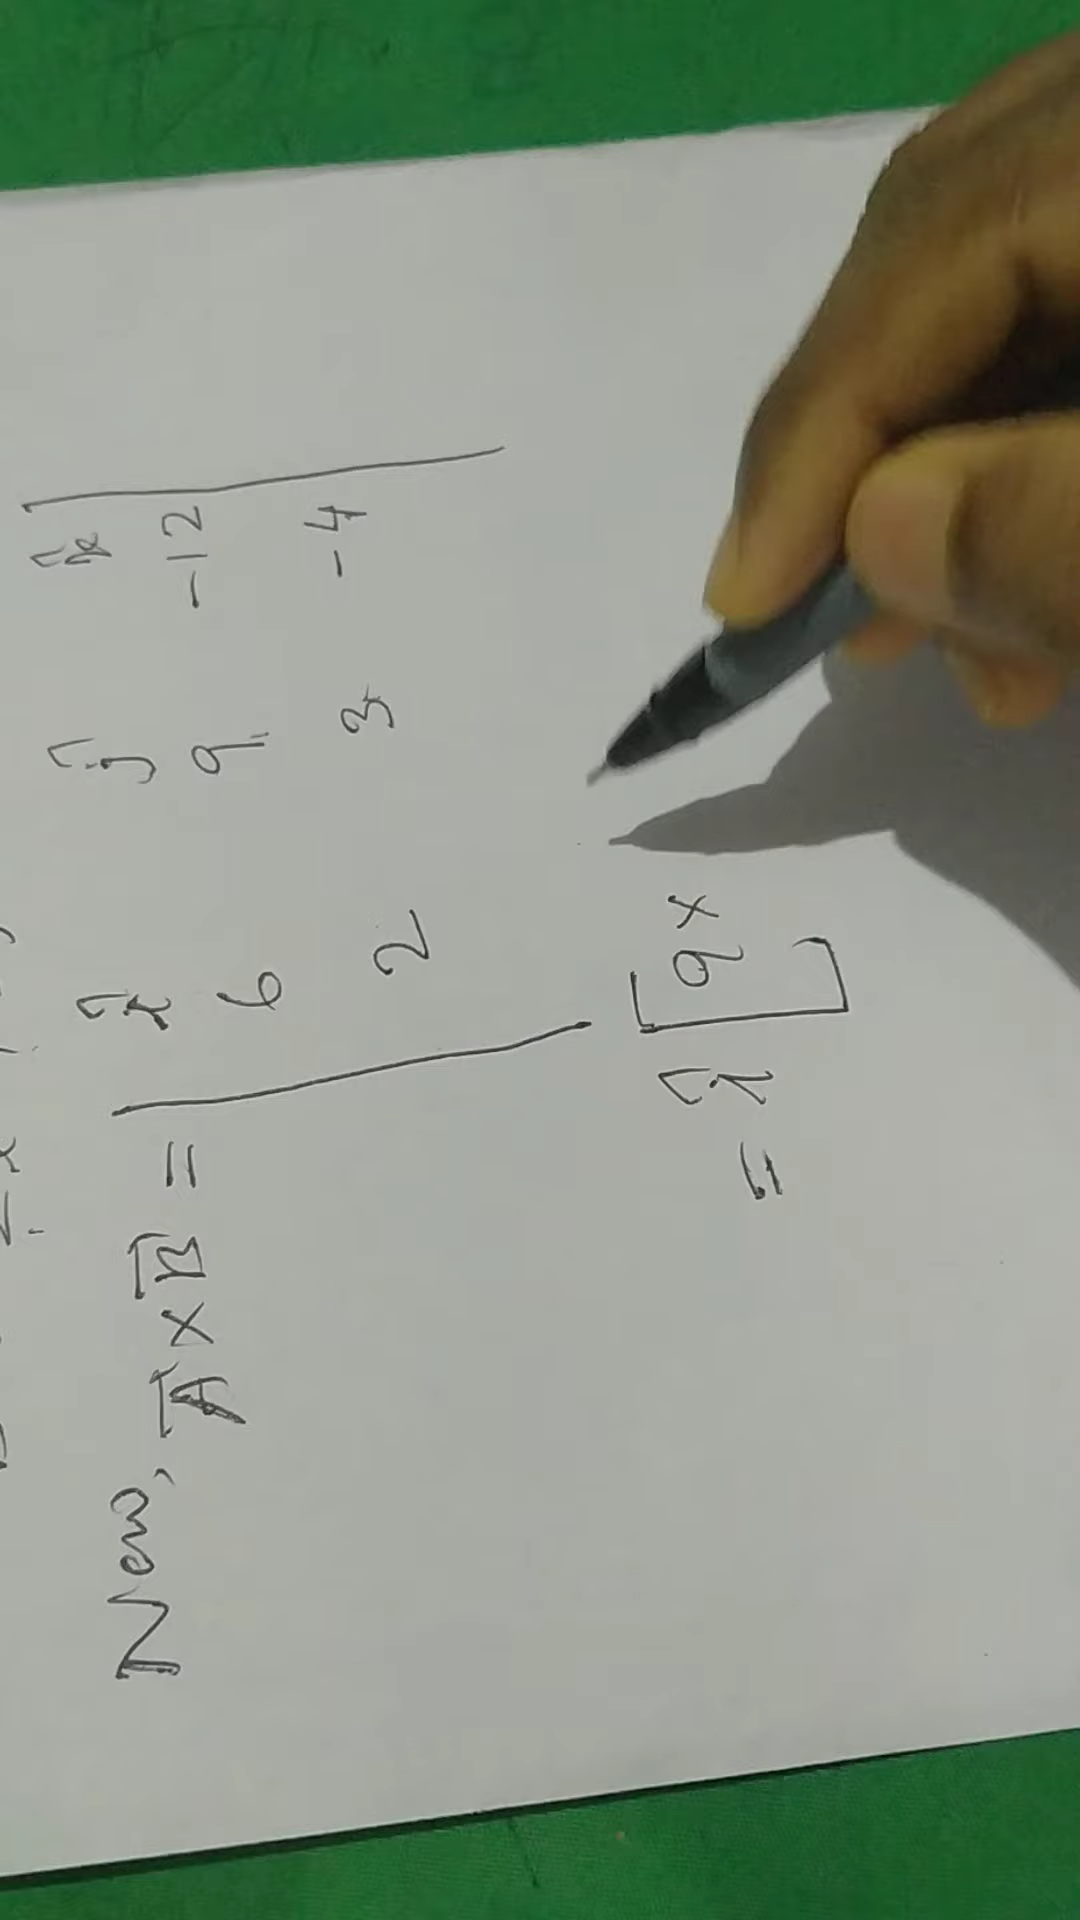 Now, A̅ × B̅ = | î ĵ k̂
6 9 -12
2 3 -4 |
= î [9×